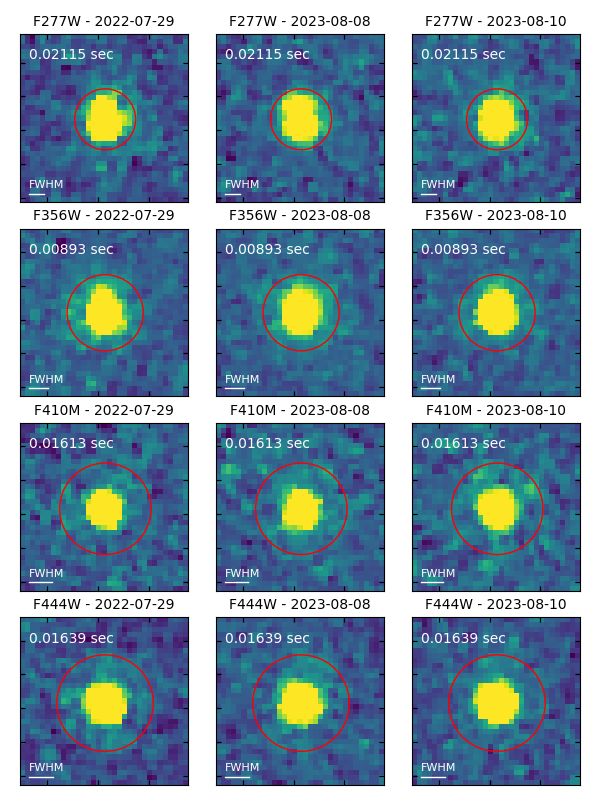 F277W - 2022-07-29 F277W - 2023-08-08 F277W - 2023-08-10
0.02115 sec 0.02115 sec 0.02115 sec
FWHM FWHM FWHM
F356W - 2022-07-29 F356W - 2023-08-08 F356W - 2023-08-10
0.00893 sec 0.00893 sec 0.00893 sec
FWHM FWHM FWHM
F410M - 2022-07-29 F410M - 2023-08-08 F410M - 2023-08-10
0.01613 sec 0.01613 sec 0.01613 sec
FWHM FWHM FWHM
F444W - 2022-07-29 F444W - 2023-08-08 F444W - 2023-08-10
0.01639 sec 0.01639 sec 0.01639 sec
FWHM FWHM FWHM